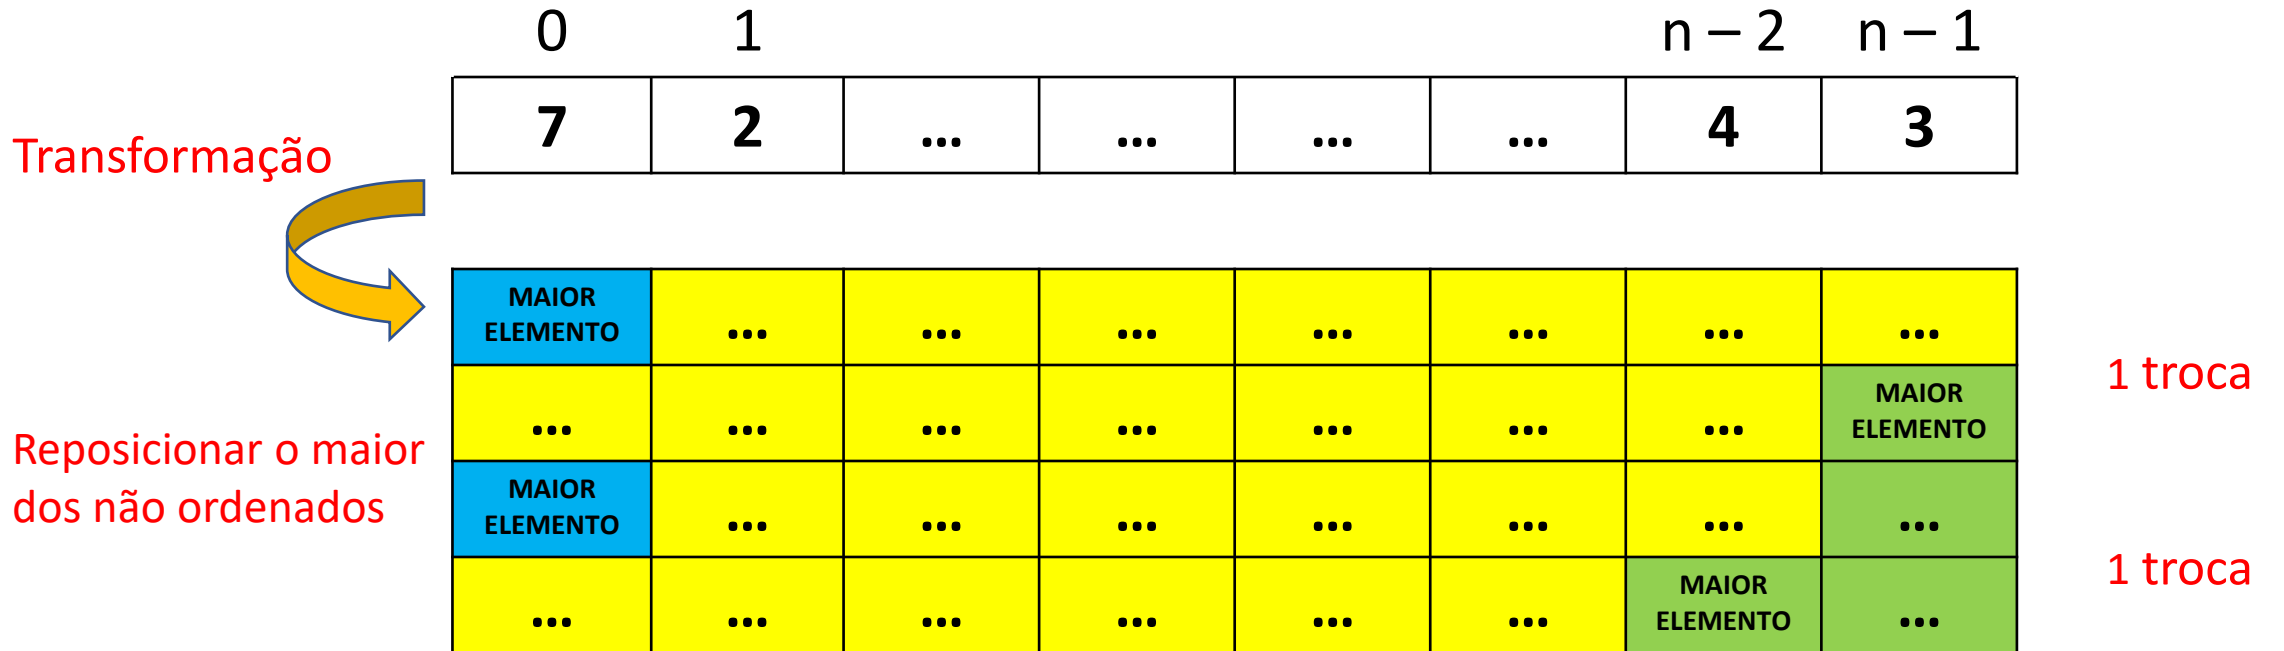 0 1 n – 2 n – 1
7 2 ... ... ... ... 4 3
Transformação
MAIOR
ELEMENTO ... ... ... ... ... ... ...
1 troca
... ... ... ... ... ... ... MAIOR
ELEMENTO
Reposicionar o maior
dos não ordenados
MAIOR
ELEMENTO ... ... ... ... ... ... ...
1 troca
... ... ... ... ... ... MAIOR
ELEMENTO ...